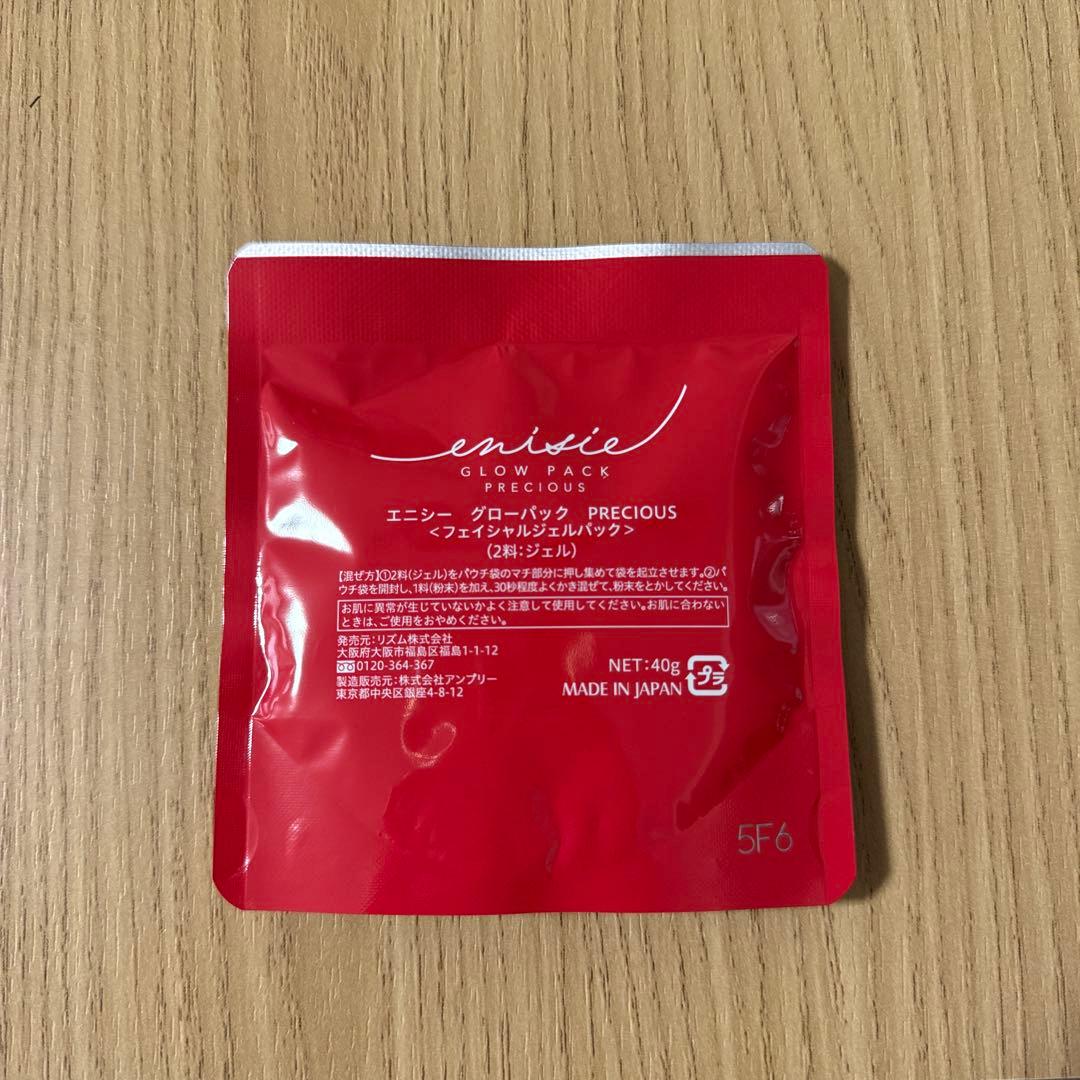 enisie
GLOW PACK
PRECIOUS
エニシー グローパック PRECIOUS
<フェイシャルジェルパック>
(2料:ジェル)
【混ぜ方】①2料(ジェル)をパウチ袋のマチ部分に押し集めて袋を起立させます。②パ
ウチ袋を開封し、1料(粉末)を加え、30秒程度よくかき混ぜて、粉末をとかしてください。
お肌に異常が生じていないかよく注意して使用してください。お肌に合わない
ときは、ご使用をおやめください。
発売元:リズム株式会社
大阪府大阪市福島区福島1-1-12
0120-364-367
製造販売元:株式会社アンプリー
東京都中央区銀座4-8-12
NET:40g
MADE IN JAPAN
プラ
5F6